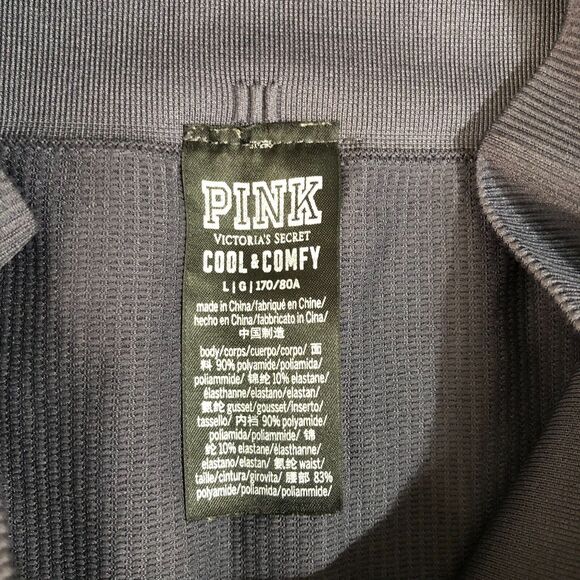 PINK
VICTORIA'S SECRET
COOL & COMFY
L | G | 170/80A
made in China/fabriqué en Chine/
hecho en China/fabbricato in Cina/
中国制造
body/corps/cuerpo/corpo/ 面
料 90% polyamide/poliamida/
poliammide/ 锦纶 10% elastane/
élasthanne/elastano/elastan/
氨纶 gusset/gousset/inserto/
tassello/ 内裆 90% polyamide/
poliamida/poliammide/ 锦
纶 10% elastane/élasthanne/
elastano/elastan/ 氨纶 waist/
taille/cintura/girovita/ 腰部 83%
polyamide/poliamida/poliammide/